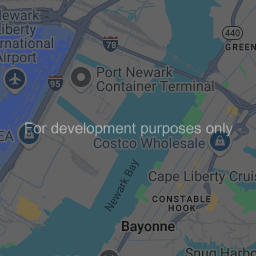 Newark
Liberty
International
Airport
78
440
GREEN
95
Port Newark
Container Terminal
For development purposes only
EA
Costco Wholesale
Newark Bay
Cape Liberty Cruis
CONSTABLE
HOOK
Bayonne
Snug Harbo